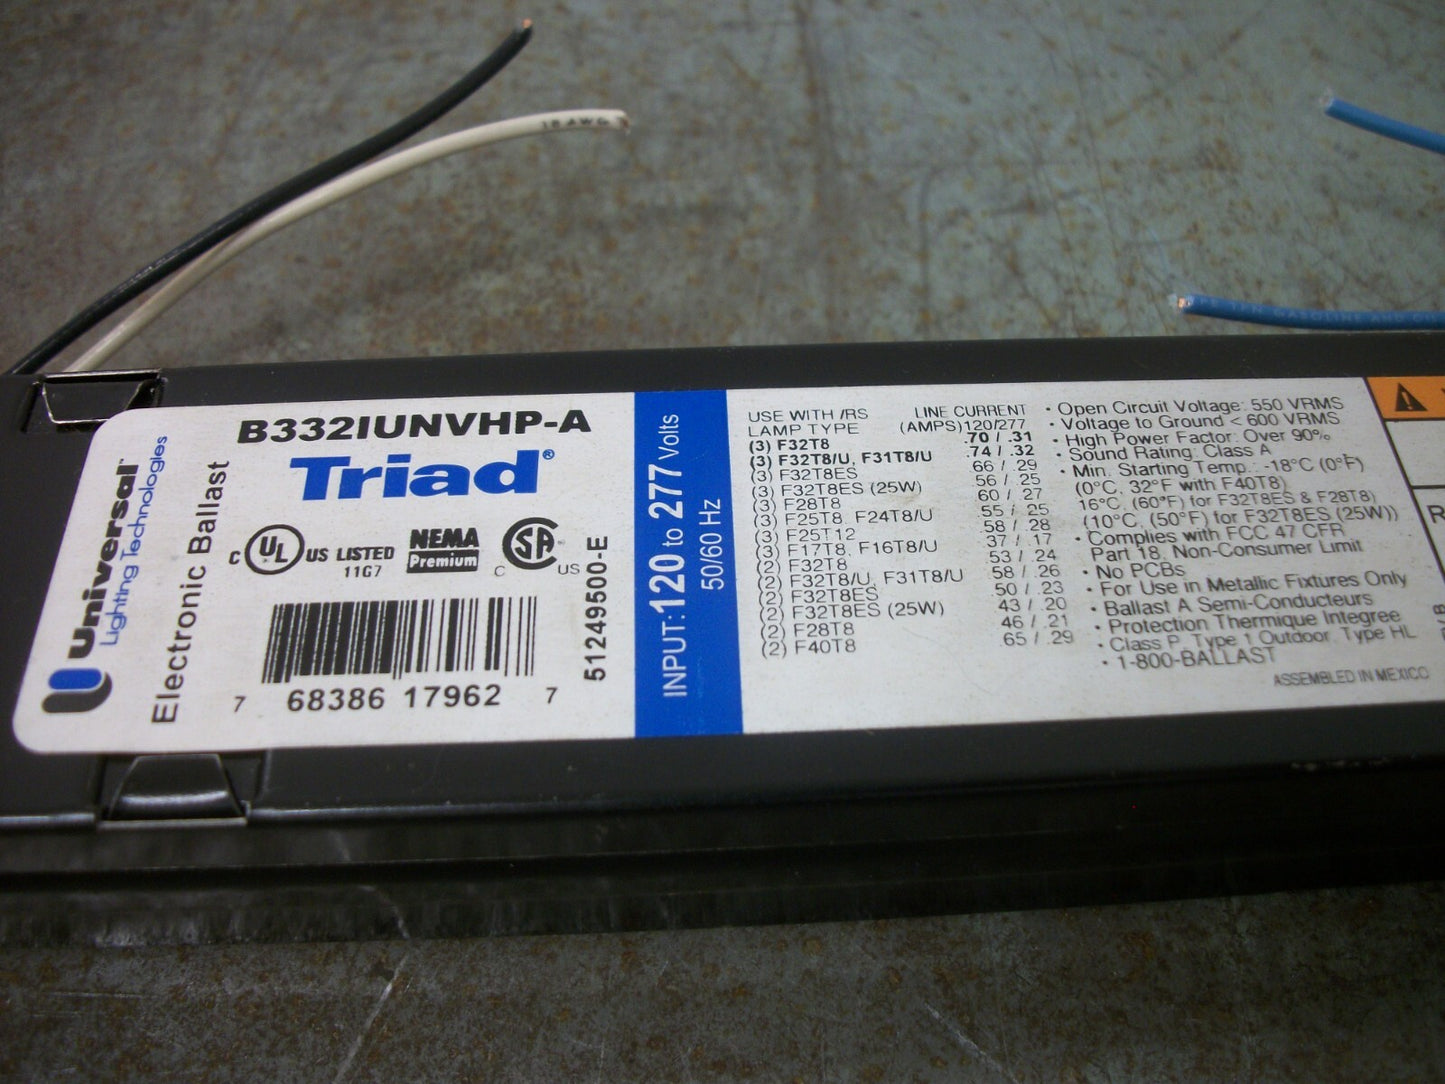 18 AWG
B332IUNVHP-A
Triad®
Universal™
Lighting Technologies
Electronic Ballast
C UL US LISTED
11G7
NEMA
Premium
C SA US
7 68386 17962 7
51249500-E
INPUT: 120 to 277 Volts
50/60 Hz
USE WITH /RS LINE CURRENT
LAMP TYPE (AMPS)120/277
(3) F32T8 .70 / .31
(3) F32T8/U, F31T8/U .74 / .32
(3) F32T8ES .66 / .29
(3) F32T8ES (25W) .56 / .25
(3) F28T8 .60 / .27
(3) F25T8, F24T8/U .55 / .25
(3) F25T12 .58 / .28
(3) F17T8, F16T8/U .37 / .17
(2) F32T8 .53 / .24
(2) F32T8/U, F31T8/U .58 / .26
(2) F32T8ES .50 / .23
(2) F32T8ES (25W) .43 / .20
(2) F28T8 .46 / .21
(2) F40T8 .65 / .29
• Open Circuit Voltage: 550 VRMS
• Voltage to Ground < 600 VRMS
• High Power Factor: Over 90%
• Sound Rating: Class A
• Min. Starting Temp.: -18°C (0°F)
(0°C, 32°F with F40T8)
16°C, (60°F) for F32T8ES & F28T8)
(10°C, (50°F) for F32T8ES (25W))
• Complies with FCC 47 CFR
Part 18, Non-Consumer Limit
• No PCBs
• For Use in Metallic Fixtures Only
• Ballast A Semi-Conducteurs
• Protection Thermique Integree
• Class P, Type 1 Outdoor, Type HL
• 1-800-BALLAST
ASSEMBLED IN MEXICO